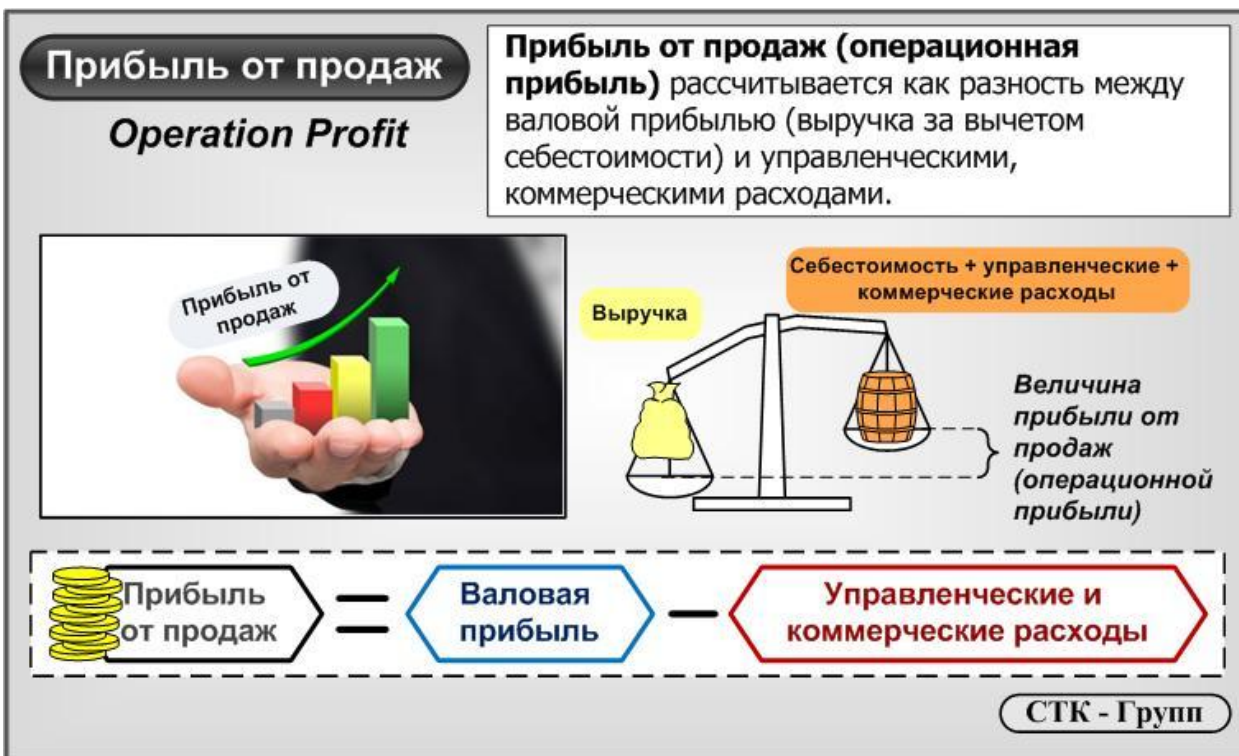 Прибыль от продаж
Operation Profit
Прибыль от продаж (операционная
прибыль) рассчитывается как разность между
валовой прибылью (выручка за вычетом
себестоимости) и управленческими,
коммерческими расходами.
Прибыль от
продаж
Выручка
Себестоимость + управленческие +
коммерческие расходы
Величина
прибыли от
продаж
(операционной
прибыли)
Прибыль
от продаж
=
Валовая
прибыль
−
Управленческие и
коммерческие расходы
СТК - Групп